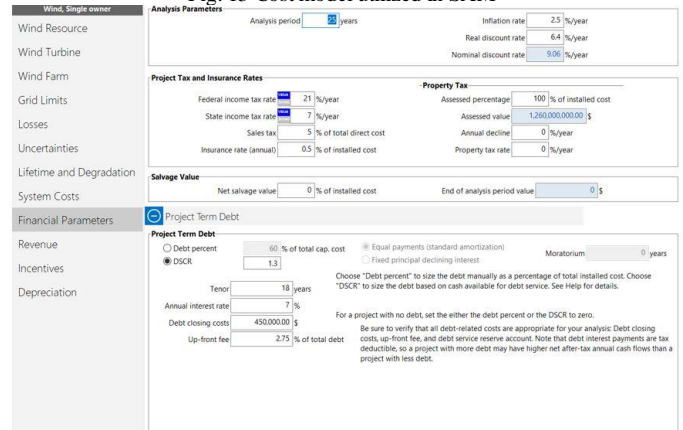 Fig. 15 Cost model utilized in SAM
Wind, Single owner
Wind Resource
Wind Turbine
Wind Farm
Grid Limits
Losses
Uncertainties
Lifetime and Degradation
System Costs
Financial Parameters
Revenue
Incentives
Depreciation
Analysis Parameters
Analysis period 25 years
Inflation rate 2.5 %/year
Real discount rate 6.4 %/year
Nominal discount rate 9.06 %/year
Project Tax and Insurance Rates
Federal income tax rate 21 %/year
State income tax rate 7 %/year
Sales tax 5 % of total direct cost
Insurance rate (annual) 0.5 % of installed cost
Property Tax
Assessed percentage 100 % of installed cost
Assessed value 1,260,000,000.00 $
Annual decline 0 %/year
Property tax rate 0 %/year
Salvage Value
Net salvage value 0 % of installed cost
End of analysis period value 0 $
Project Term Debt
Project Term Debt
Debt percent 60 % of total cap. cost
DSCR 1.3
Equal payments (standard amortization)
Fixed principal declining interest
Moratorium 0 years
Tenor 18 years
Annual interest rate 7 %
Debt closing costs 450,000.00 $
Up-front fee 2.75 % of total debt
Choose "Debt percent" to size the debt manually as a percentage of total installed cost. Choose
"DSCR" to size the debt based on cash available for debt service. See Help for details.
For a project with no debt, set the either the debt percent or the DSCR to zero.
Be sure to verify that all debt-related costs are appropriate for your analysis: Debt closing
costs, up-front fee, and debt service reserve account. Note that debt interest payments are tax
deductible, so a project with more debt may have higher net after-tax annual cash flows than a
project with less debt.